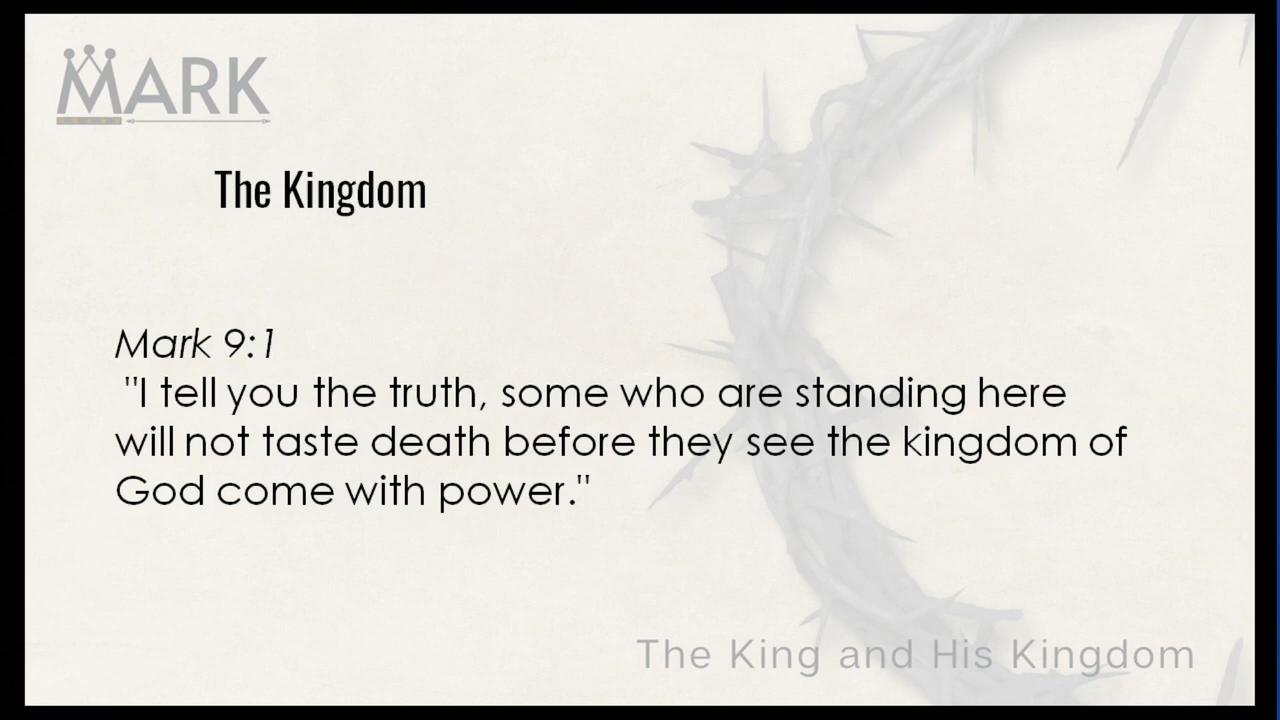 MARK
The Kingdom
Mark 9:1
"I tell you the truth, some who are standing here
will not taste death before they see the kingdom of
God come with power."
The King and His Kingdom